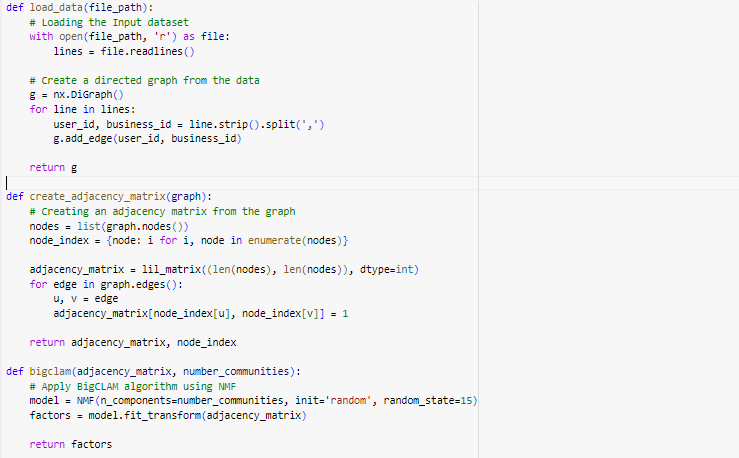 def load_data(file_path):
    # Loading the Input dataset
    with open(file_path, 'r') as file:
        lines = file.readlines()

    # Create a directed graph from the data
    g = nx.DiGraph()
    for line in lines:
        user_id, business_id = line.strip().split(',')
        g.add_edge(user_id, business_id)

    return g

def create_adjacency_matrix(graph):
    # Creating an adjacency matrix from the graph
    nodes = list(graph.nodes())
    node_index = {node: i for i, node in enumerate(nodes)}

    adjacency_matrix = lil_matrix((len(nodes), len(nodes)), dtype=int)
    for edge in graph.edges():
        u, v = edge
        adjacency_matrix[node_index[u], node_index[v]] = 1

    return adjacency_matrix, node_index

def bigclam(adjacency_matrix, number_communities):
    # Apply BigCLAM algorithm using NMF
    model = NMF(n_components=number_communities, init='random', random_state=15)
    factors = model.fit_transform(adjacency_matrix)

    return factors